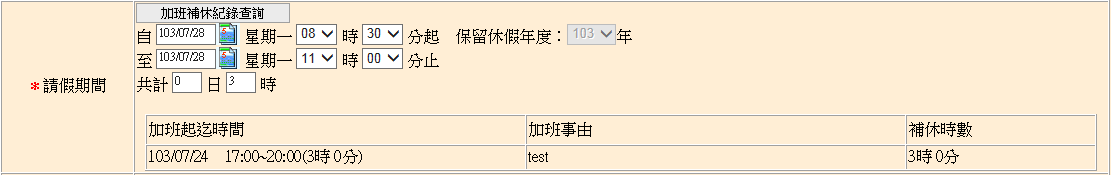 加班補休紀錄查詢
自 103/07/28 星期一 08 時 30 分起 保留休假年度：103 年
至 103/07/28 星期一 11 時 00 分止
*請假期間
共計 0 日 3 時
加班起迄時間 加班事由 補休時數
103/07/24 17:00~20:00(3時0分) test 3時0分